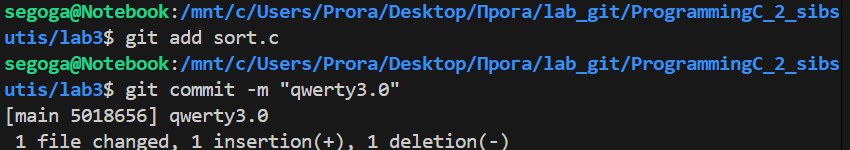 segoga@Notebook:/mnt/c/Users/Prora/Desktop/Прога/lab_git/ProgrammingC_2_sibs
utis/lab3$ git add sort.c
segoga@Notebook:/mnt/c/Users/Prora/Desktop/Прога/lab_git/ProgrammingC_2_sibs
utis/lab3$ git commit -m "qwerty3.0"
[main 5018656] qwerty3.0
 1 file changed, 1 insertion(+), 1 deletion(-)